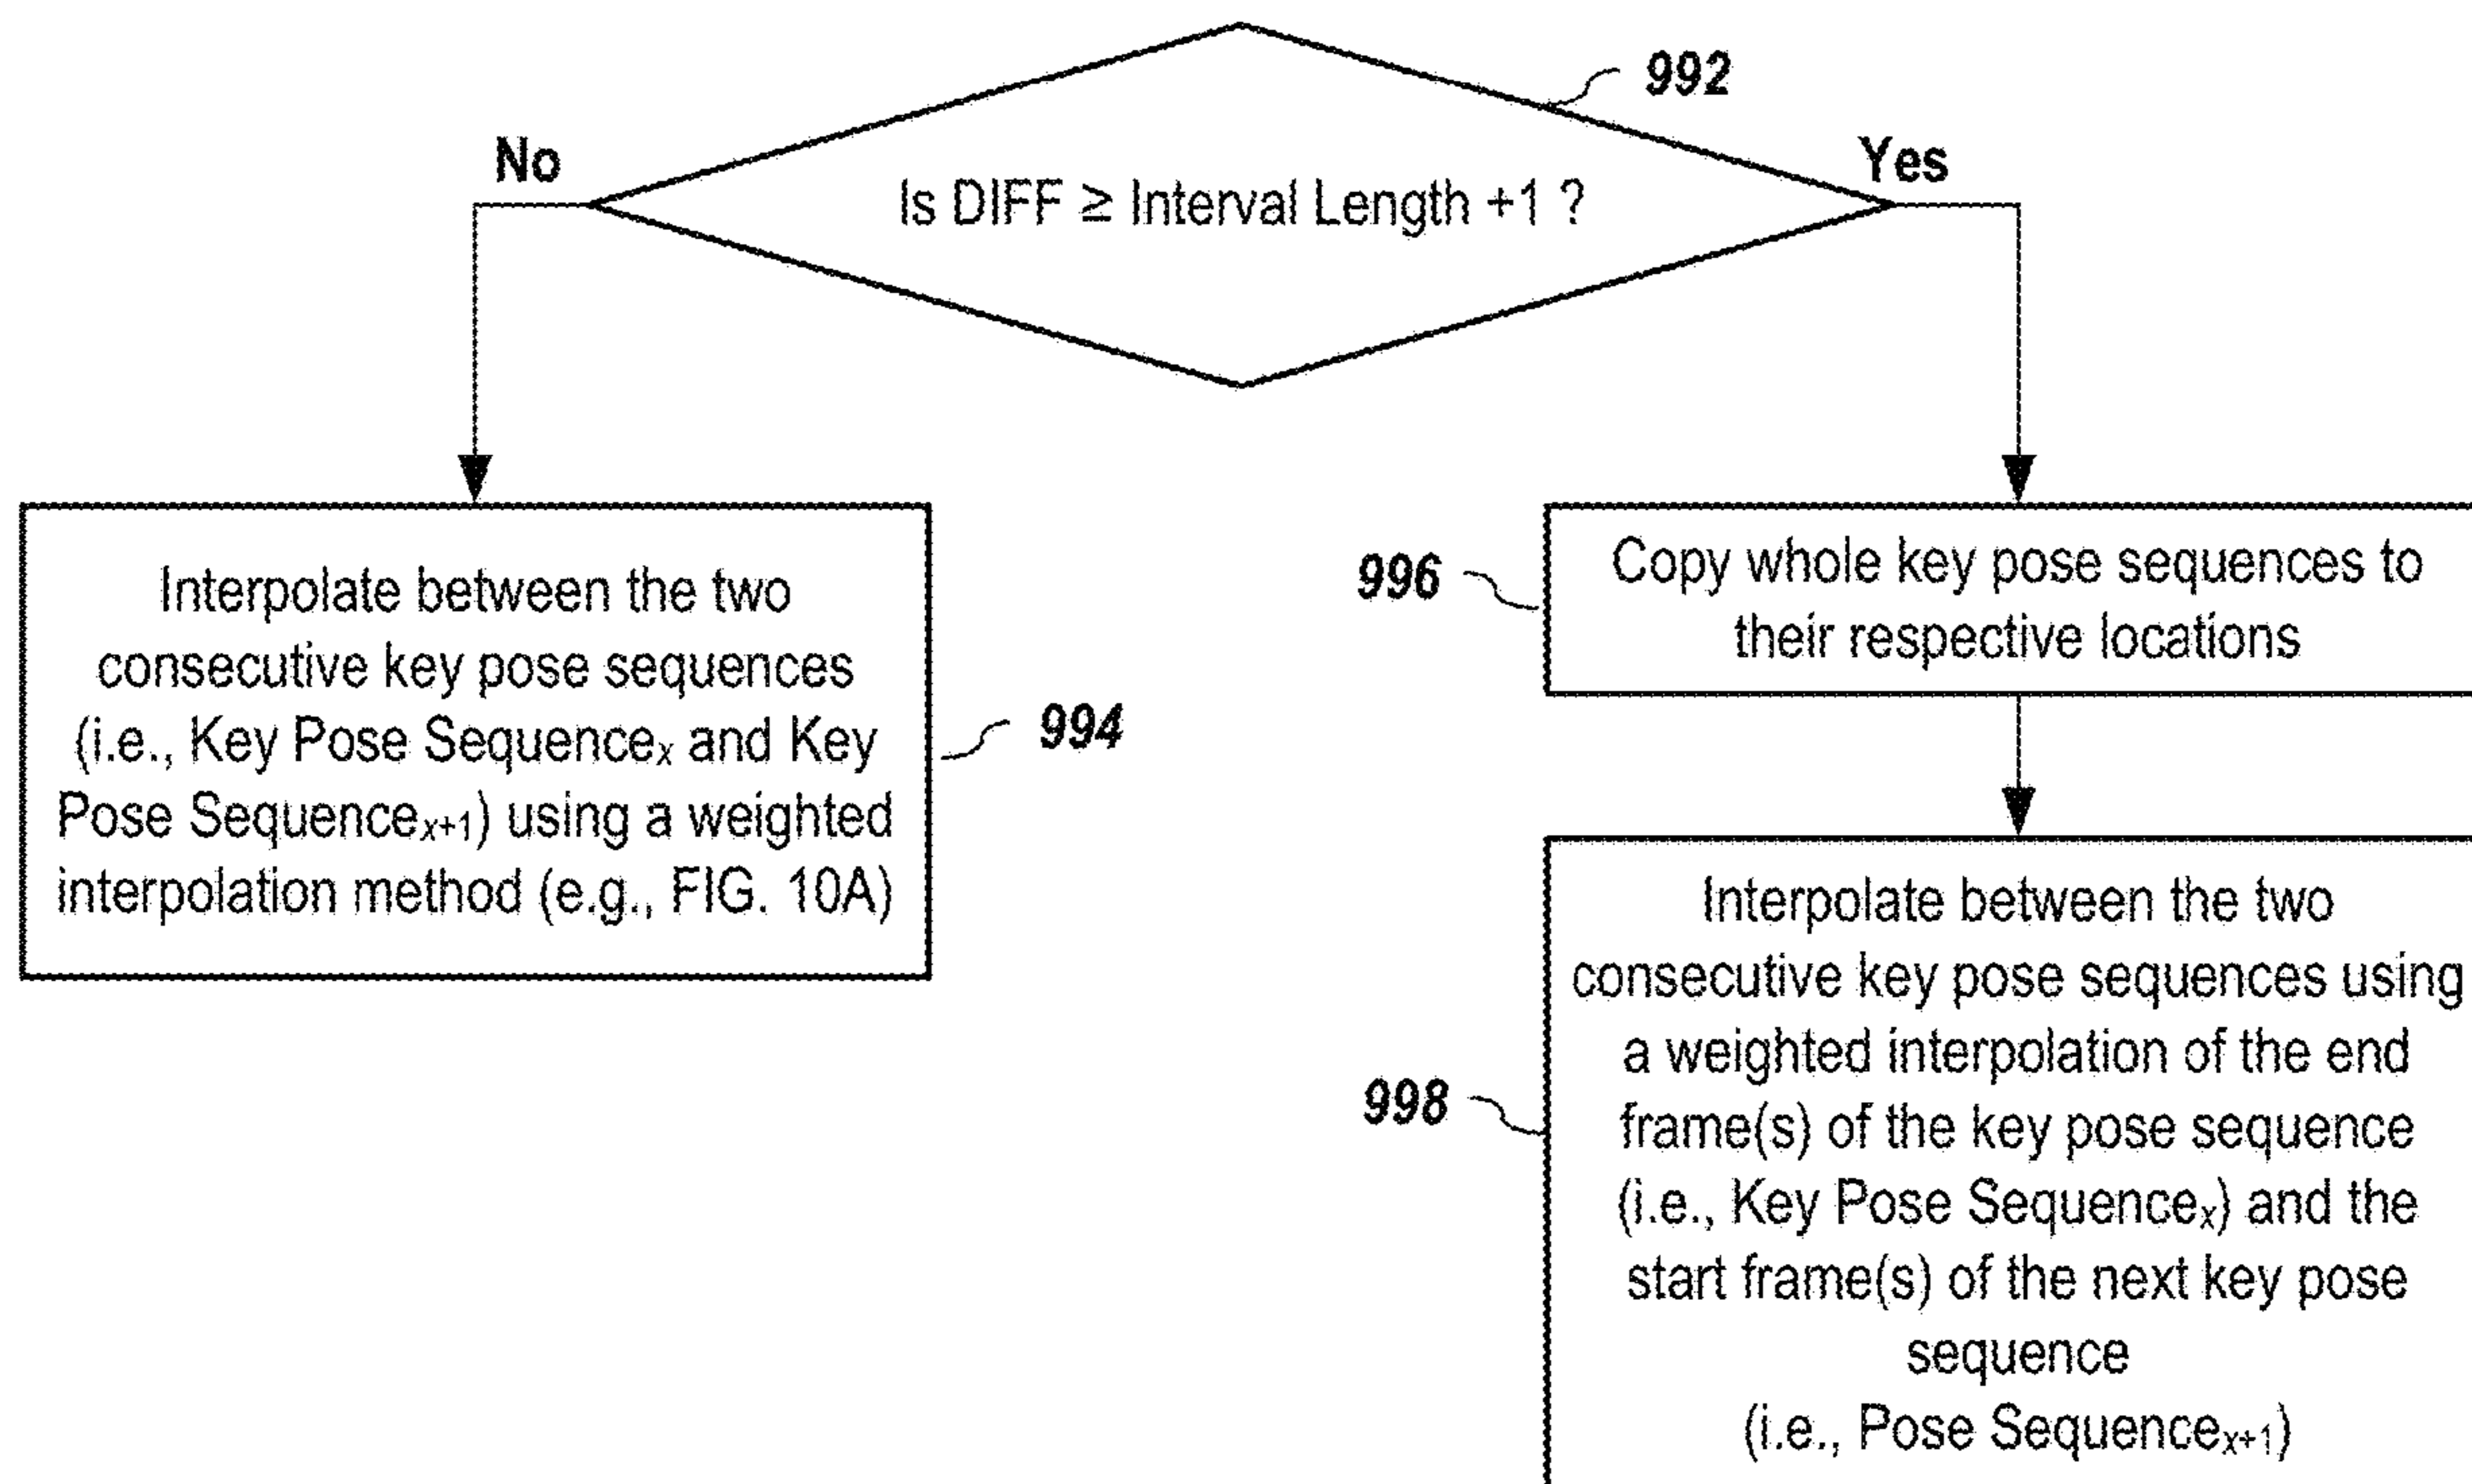 992
No
Yes
Is DIFF ≥ Interval Length +1 ?
Interpolate between the two
consecutive key pose sequences
(i.e., Key Pose Sequenceₓ and Key
Pose Sequenceₓ₊₁) using a weighted
interpolation method (e.g., FIG. 10A)
994
996
Copy whole key pose sequences to
their respective locations
Interpolate between the two
consecutive key pose sequences using
a weighted interpolation of the end
frame(s) of the key pose sequence
(i.e., Key Pose Sequenceₓ) and the
start frame(s) of the next key pose
sequence
(i.e., Pose Sequenceₓ₊₁)
998